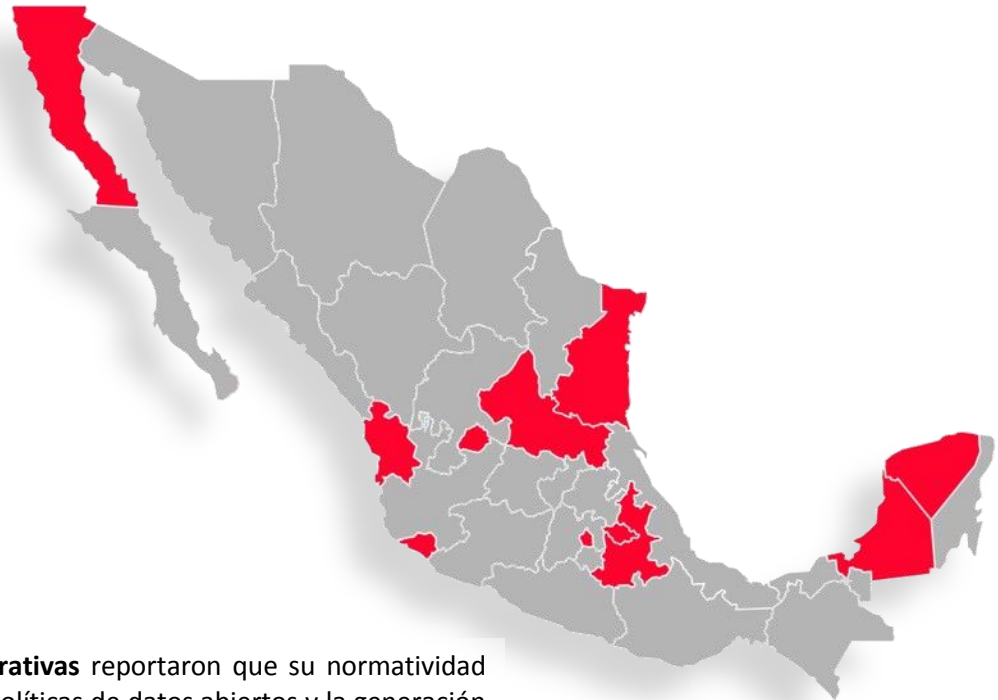 rativas reportaron que su normatividad
olíticas de datos abiertos y la generación